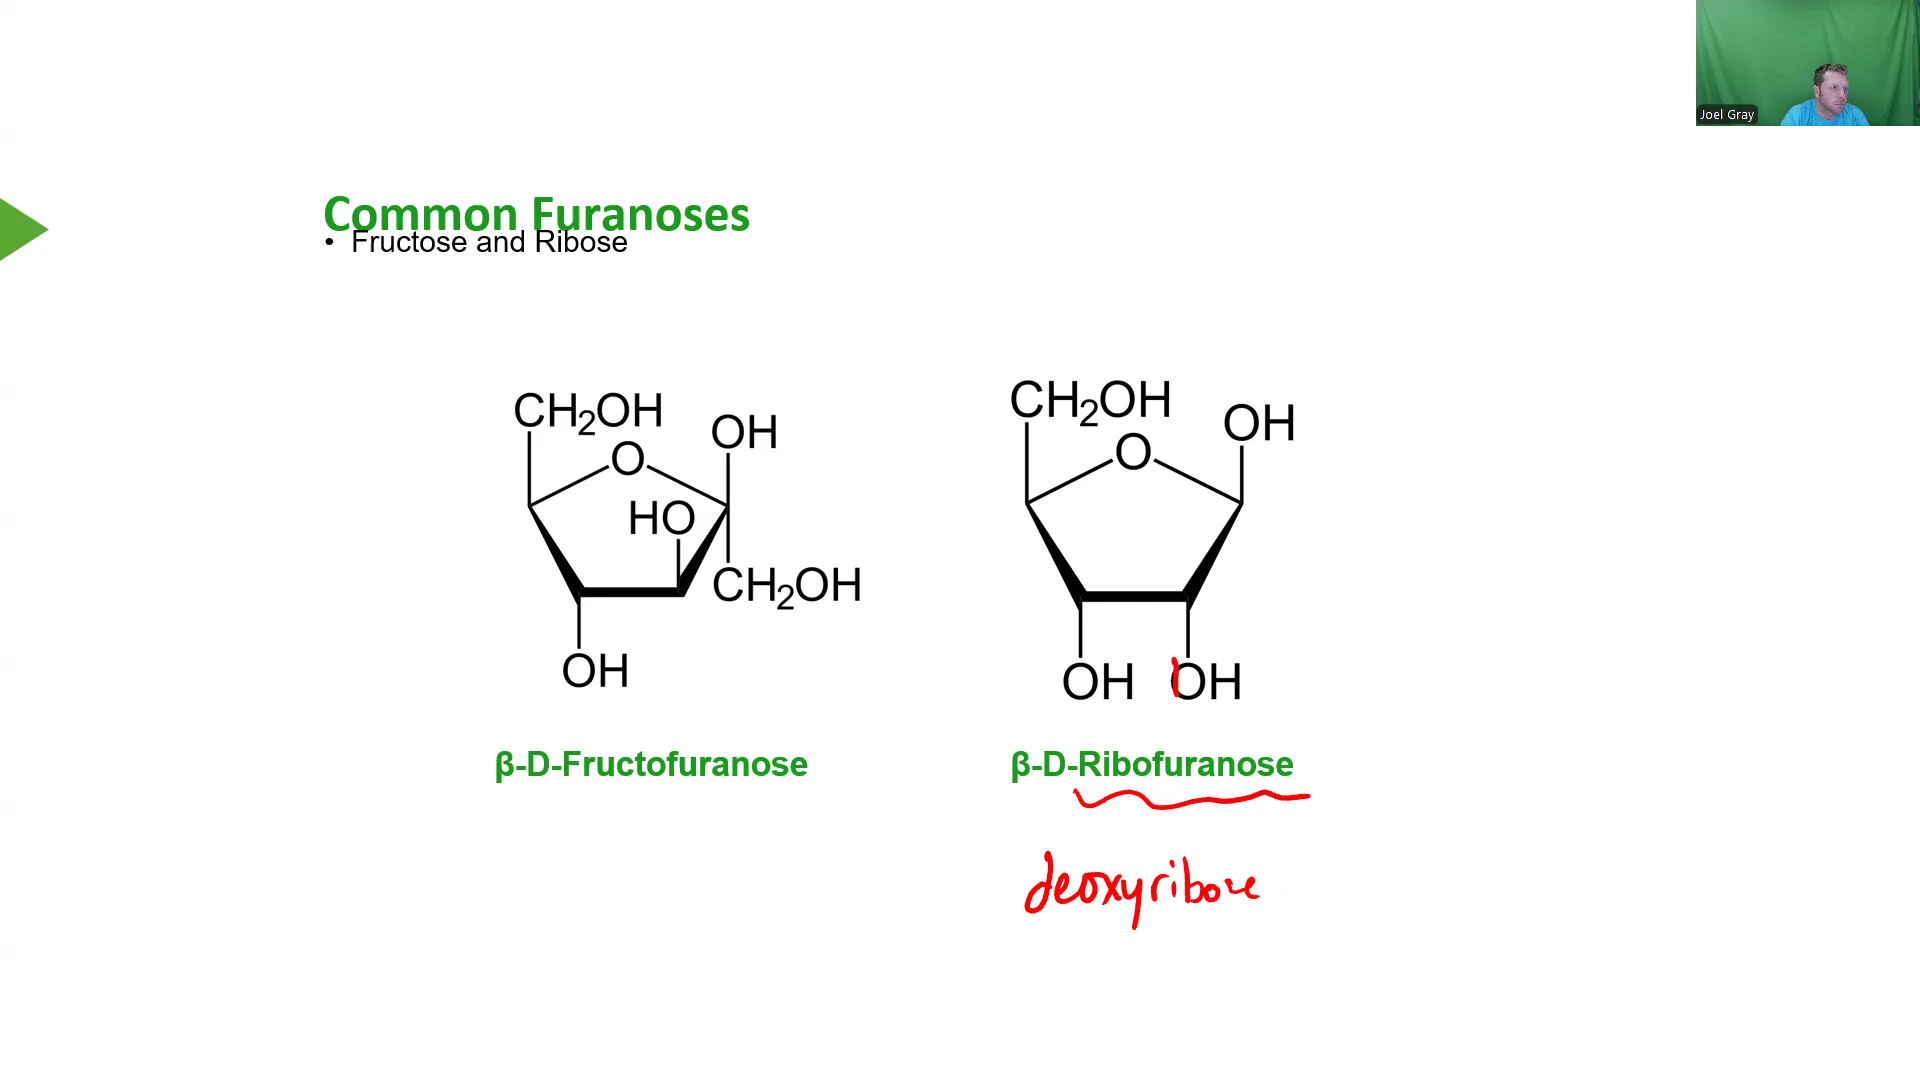 Joel Gray
Common Furanoses
• Fructose and Ribose
CH2OH
O
OH
HO
CH2OH
OH
β-D-Fructofuranose
CH2OH
O
OH
OH
OH
β-D-Ribofuranose
deoxyribose